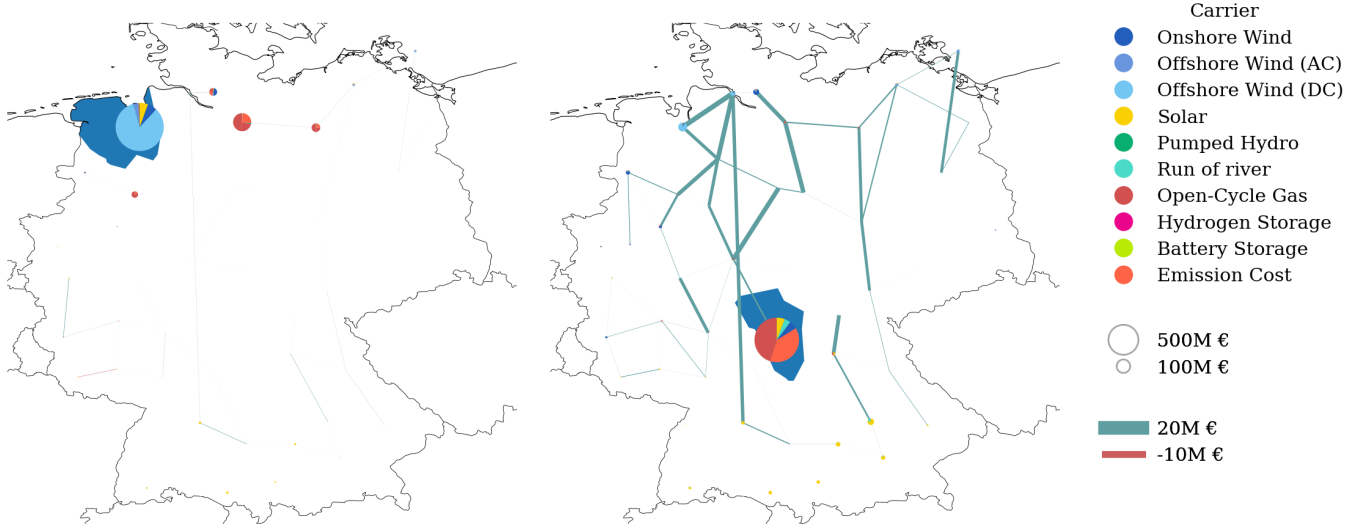 Carrier
Onshore Wind
Offshore Wind (AC)
Offshore Wind (DC)
Solar
Pumped Hydro
Run of river
Open-Cycle Gas
Hydrogen Storage
Battery Storage
Emission Cost
500M €
100M €
20M €
-10M €